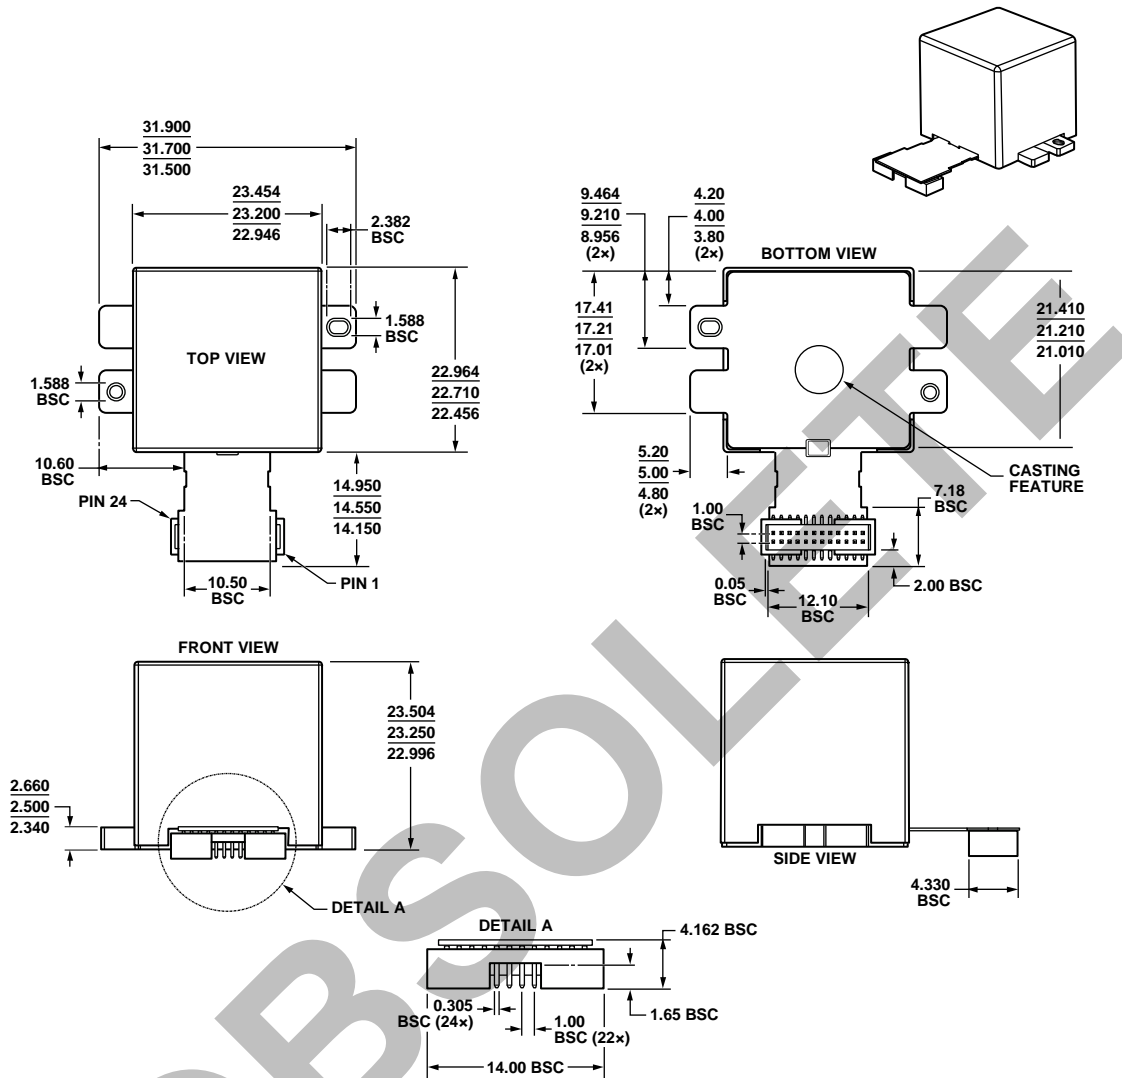 31.900
31.700
31.500
23.454
23.200
22.946
2.382
BSC
1.588
BSC
TOP VIEW
1.588
BSC
22.964
22.710
22.456
10.60
BSC
PIN 24
14.950
14.550
14.150
10.50
BSC
PIN 1
9.464
9.210
8.956
(2×)
4.20
4.00
3.80
(2×)
BOTTOM VIEW
17.41
17.21
17.01
(2×)
21.410
21.210
21.010
5.20
5.00
4.80
(2×)
CASTING
FEATURE
1.00
BSC
7.18
BSC
0.05
BSC
12.10
BSC
2.00 BSC
FRONT VIEW
23.504
23.250
22.996
2.660
2.500
2.340
DETAIL A
SIDE VIEW
4.330
BSC
DETAIL A
4.162 BSC
0.305
BSC (24×)
1.00
BSC (22×)
1.65 BSC
14.00 BSC
OBSOLETE